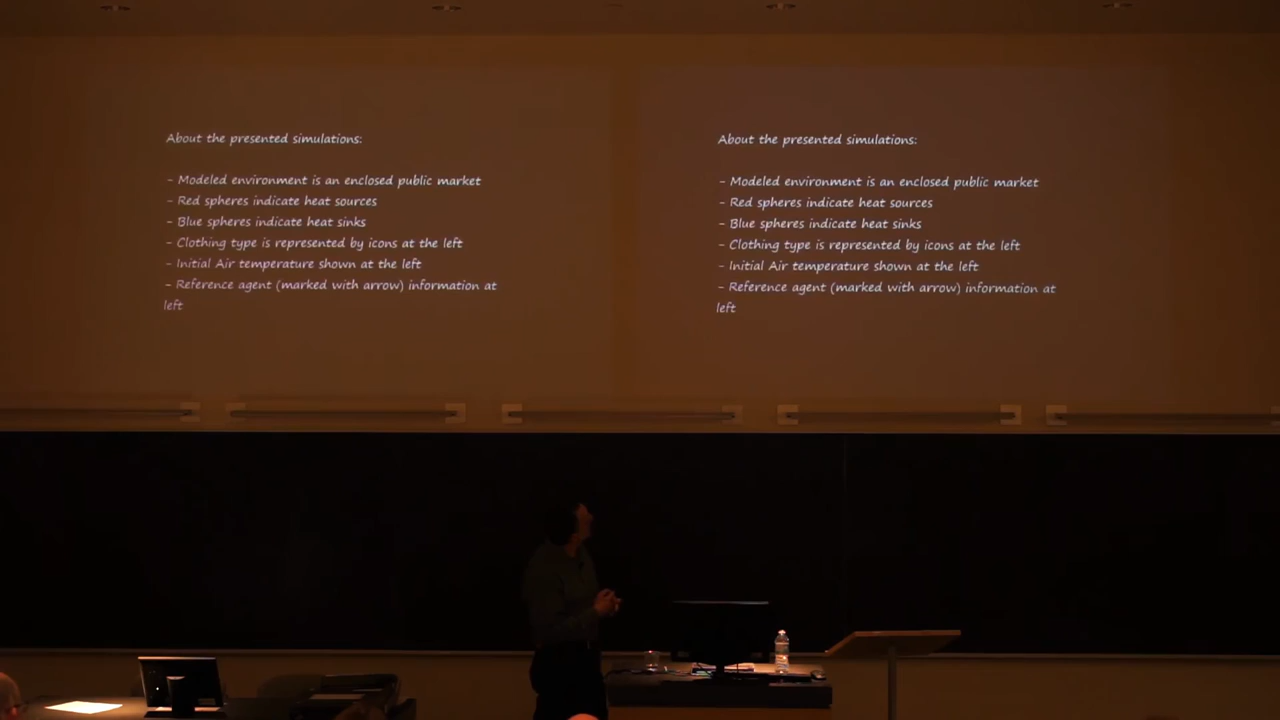 About the presented simulations:
- Modeled environment is an enclosed public market
- Red spheres indicate heat sources
- Blue spheres indicate heat sinks
- Clothing type is represented by icons at the left
- Initial Air temperature shown at the left
- Reference agent (marked with arrow) information at
left
About the presented simulations:
- Modeled environment is an enclosed public market
- Red spheres indicate heat sources
- Blue spheres indicate heat sinks
- Clothing type is represented by icons at the left
- Initial Air temperature shown at the left
- Reference agent (marked with arrow) information at
left